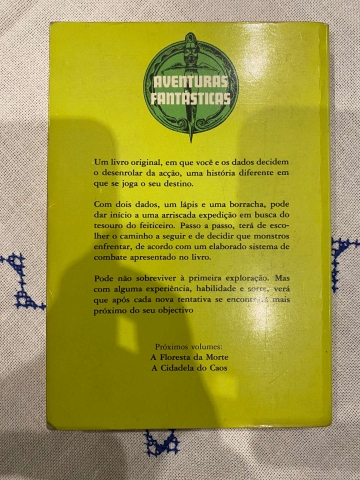 AVENTURAS
FANTÁSTICAS
Um livro original, em que você e os dados decidem
o desenrolar da acção, uma história diferente em
que se joga o seu destino.
Com dois dados, um lápis e uma borracha, pode
dar início a uma arriscada expedição em busca do
tesouro do feiticeiro. Passo a passo, terá de esco-
lher o caminho a seguir e de decidir que monstros
enfrentar, de acordo com um elaborado sistema de
combate apresentado no livro.
Pode não sobreviver à primeira exploração. Mas
com alguma experiência, habilidade e sorte, verá
que após cada nova tentativa se encontrará mais
próximo do seu objectivo
Próximos volumes:
A Floresta da Morte
A Cidadela do Caos